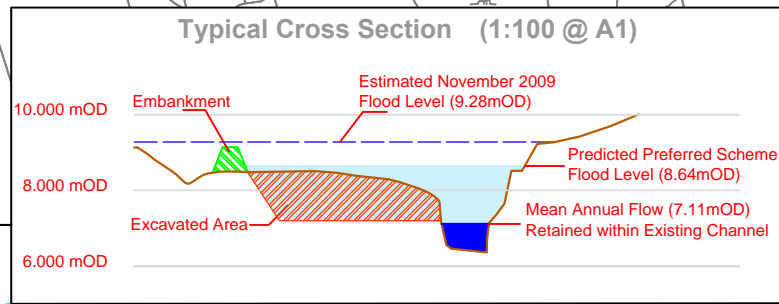 Typical Cross Section (1:100 @ A1)
Estimated November 2009
Flood Level (9.28mOD)
Embankment
10.000 mOD
Predicted Preferred Scheme
Flood Level (8.64mOD)
8.000 mOD
Mean Annual Flow (7.11mOD)
Retained within Existing Channel
Excavated Area
6.000 mOD